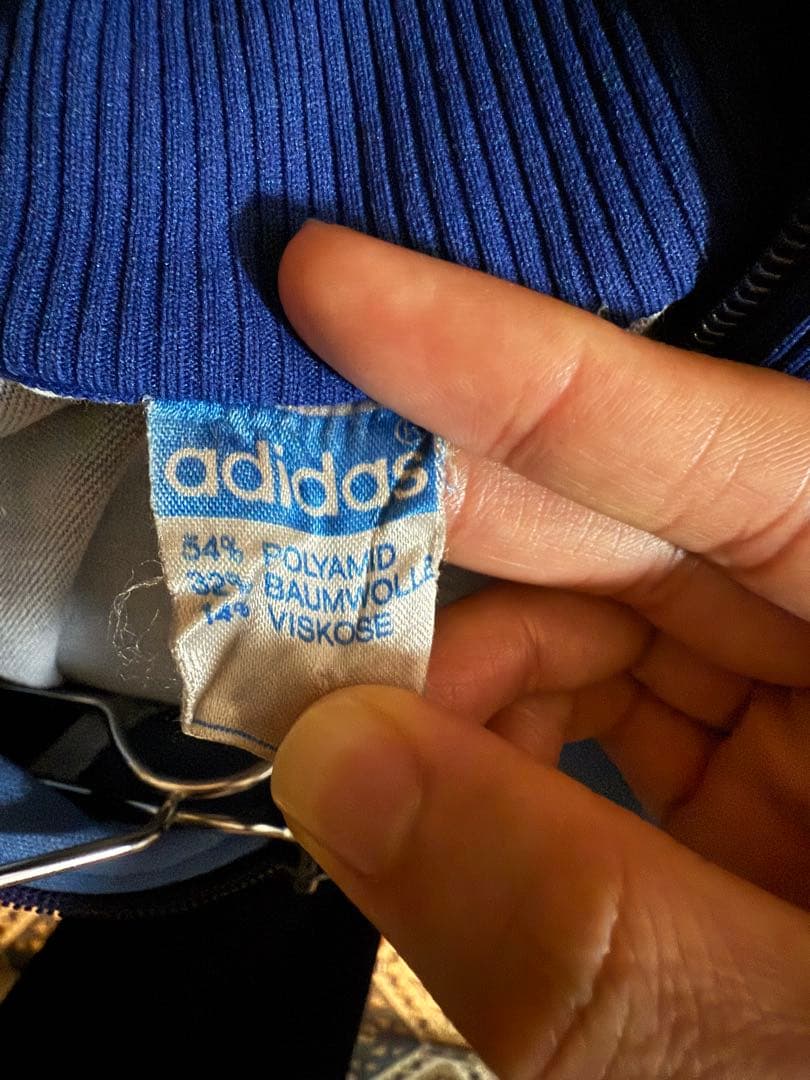 adidas®
54% POLYAMID
32% BAUMWOLLE
14% VISKOSE